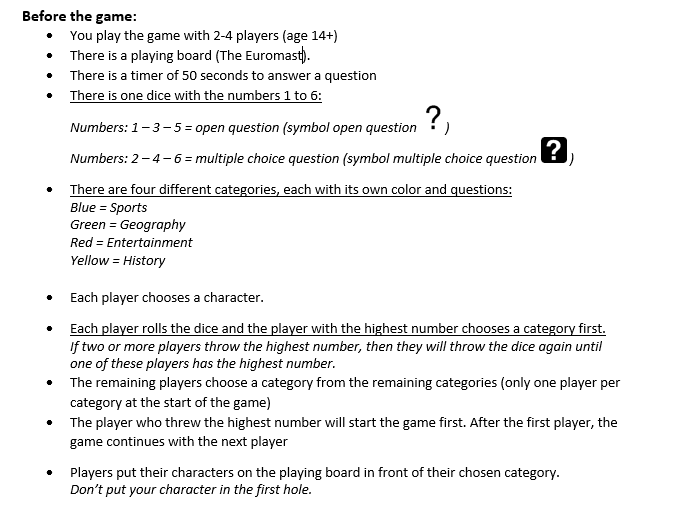 Before the game:
• You play the game with 2-4 players (age 14+)
• There is a playing board (The Euromast).
• There is a timer of 50 seconds to answer a question
• There is one dice with the numbers 1 to 6:
Numbers: 1 – 3 – 5 = open question (symbol open question ? )
Numbers: 2 – 4 – 6 = multiple choice question (symbol multiple choice question ? )
• There are four different categories, each with its own color and questions:
Blue = Sports
Green = Geography
Red = Entertainment
Yellow = History
• Each player chooses a character.
• Each player rolls the dice and the player with the highest number chooses a category first.
If two or more players throw the highest number, then they will throw the dice again until
one of these players has the highest number.
• The remaining players choose a category from the remaining categories (only one player per
category at the start of the game)
• The player who threw the highest number will start the game first. After the first player, the
game continues with the next player
• Players put their characters on the playing board in front of their chosen category.
Don't put your character in the first hole.